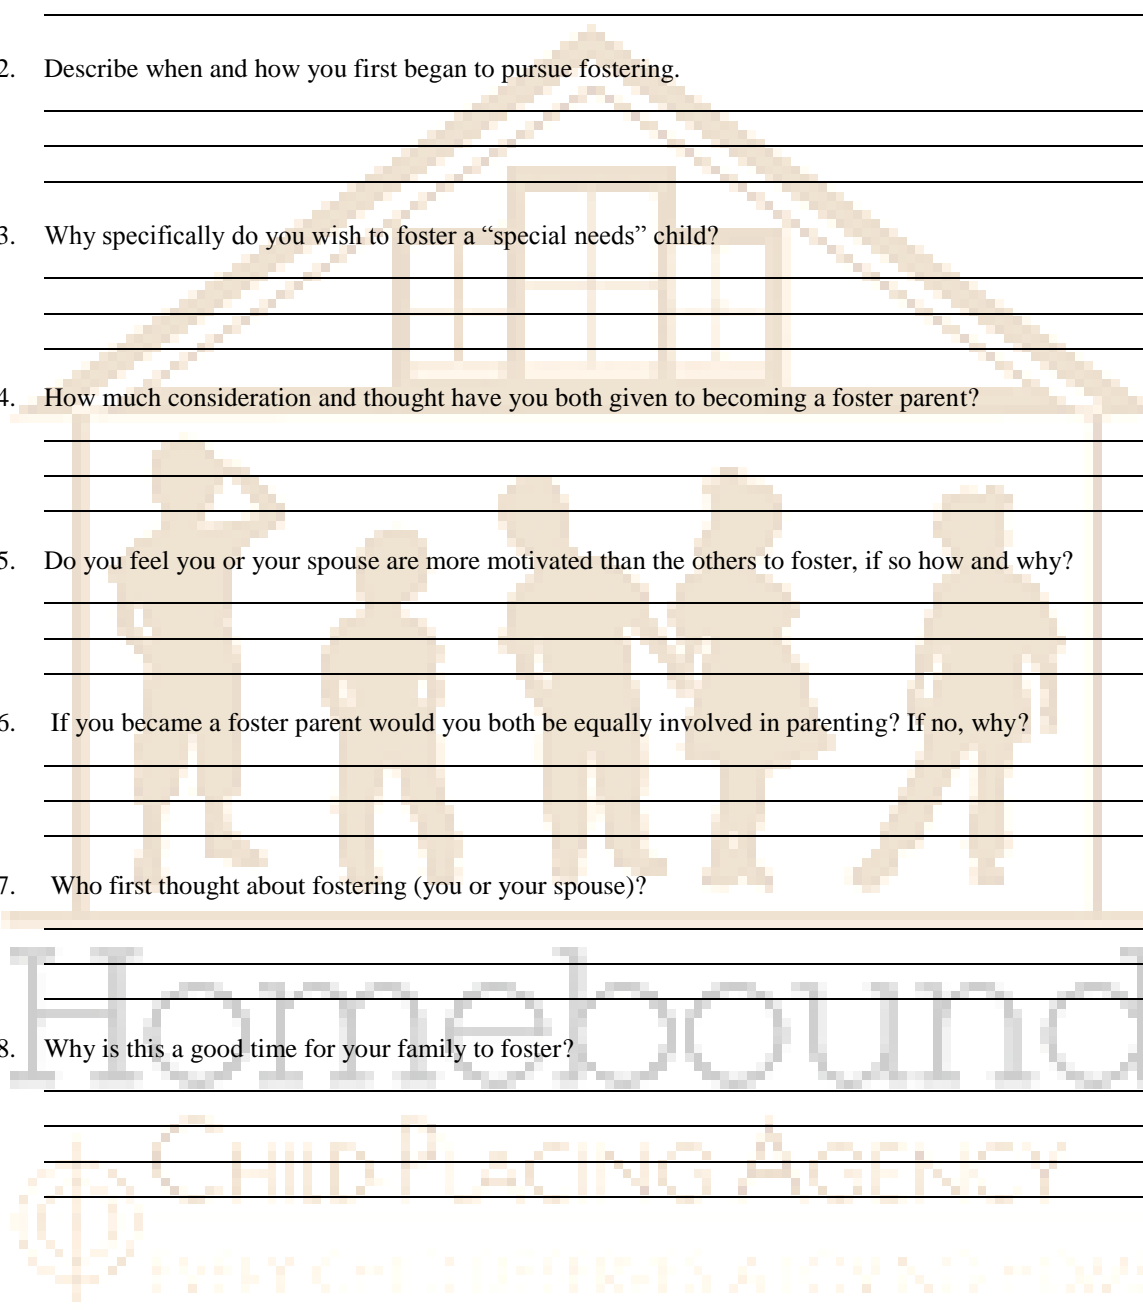 2. Describe when and how you first began to pursue fostering.
3. Why specifically do you wish to foster a “special needs” child?
4. How much consideration and thought have you both given to becoming a foster parent?
5. Do you feel you or your spouse are more motivated than the others to foster, if so how and why?
6. If you became a foster parent would you both be equally involved in parenting? If no, why?
7. Who first thought about fostering (you or your spouse)?
Homebound
8. Why is this a good time for your family to foster?
CHILD PLACING AGENCY